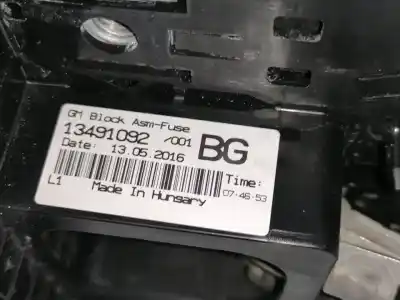 GM Block Asm-Fuse
13491092 /001 BG
Date: 13.05.2016
Time:
07:46:53
L1 Made In Hungary